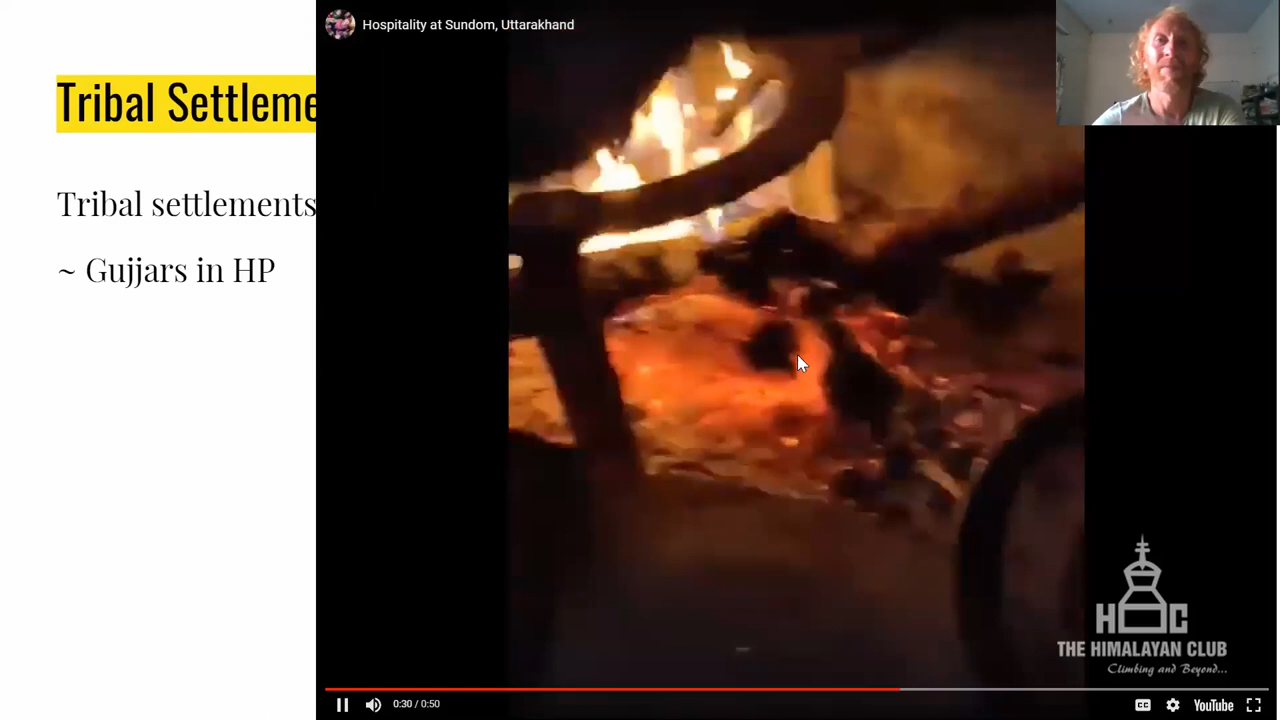 Hospitality at Sundom, Uttarakhand
Tribal Settleme
Tribal settlements
~ Gujjars in HP
H C
THE HIMALAYAN CLUB
Climbing and Beyond...
0:30 / 0:50
CC
YouTube